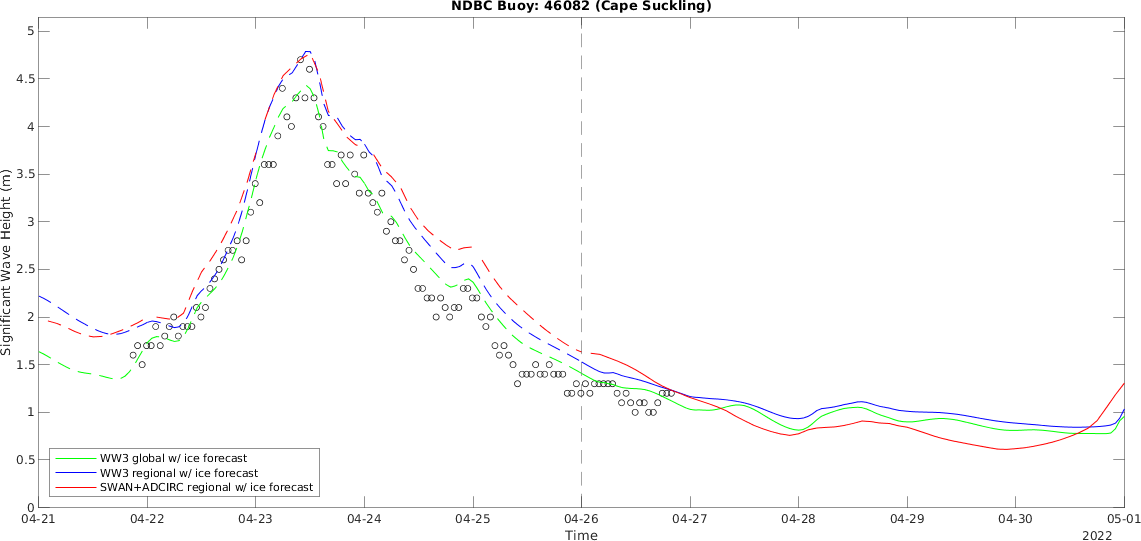 NDBC Buoy: 46082 (Cape Suckling)
5
4.5
4
3.5
3
2.5
2
1.5
1
0.5
0
Significant Wave Height (m)
WW3 global w/ ice forecast
WW3 regional w/ ice forecast
SWAN+ADCIRC regional w/ ice forecast
04-21 04-22 04-23 04-24 04-25 04-26 04-27 04-28 04-29 04-30 05-01
Time
2022